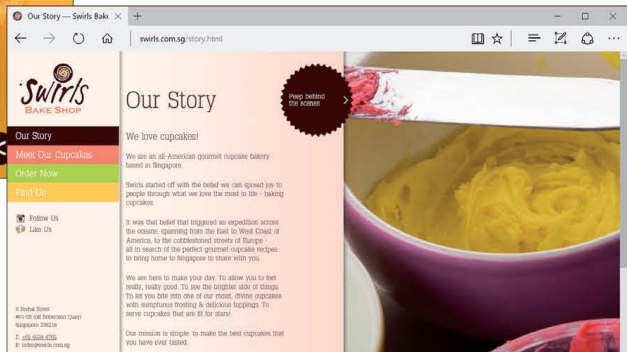 Our Story — Swirls Bake
swirls.com.sg/story.html
Swirls
BAKE SHOP
Our Story
Meet Our Cupcakes
Order Now
Find Us
Follow Us
Like Us
Our Story
Peep behind
the scenes
We love cupcakes!
We are an all-American gourmet cupcake bakery
based in Singapore
Swirls started off with the belief we can spread joy to
people through what we love the most in life - baking
cupcakes
It was that belief that triggered an expedition across
the oceans, spanning from the East to West Coast of
America, to the cobblestoned streets of Europe -
all in search of the perfect gourmet cupcake recipes
to bring home to Singapore to share with you.
We are here to make your day. To allow you to feel
really, really good. To see the brighter side of things.
To let you bite into one of our moist, divine cupcakes
with sumptuous frosting & delicious toppings. To
serve cupcakes that are fit for stars!
Our mission is simple: to make the best cupcakes that
you have ever tasted.
Street
(off Robertson Quay)
Singapore
T:
E: